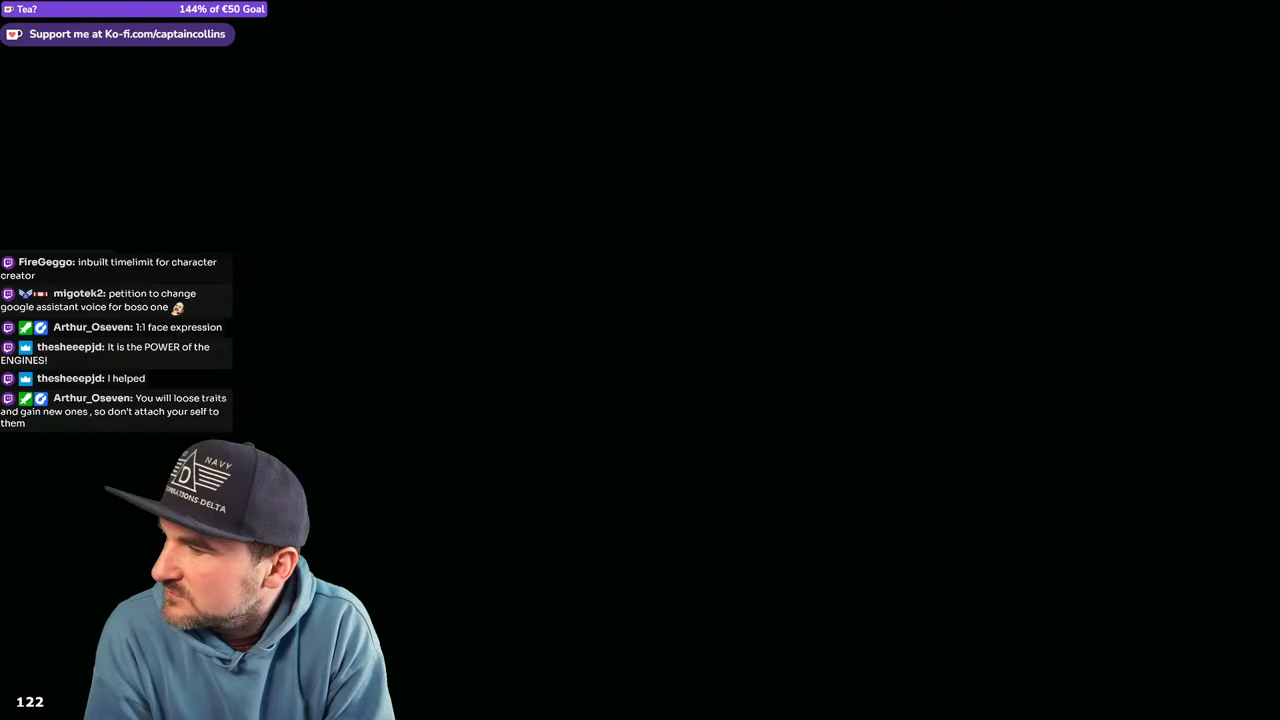 Tea? 144% of €50 Goal
Support me at Ko-fi.com/captaincollins
FireGeggo: inbuilt timelimit for character
creator
migotek2: petition to change
google assistant voice for boso one
Arthur_Oseven: 1:1 face expression
thesheeepjd: It is the POWER of the
ENGINES!
thesheeepjd: I helped
Arthur_Oseven: You will loose traits
and gain new ones , so don't attach your self to
them
NAVY
D
OPERATIONS-DELTA
122